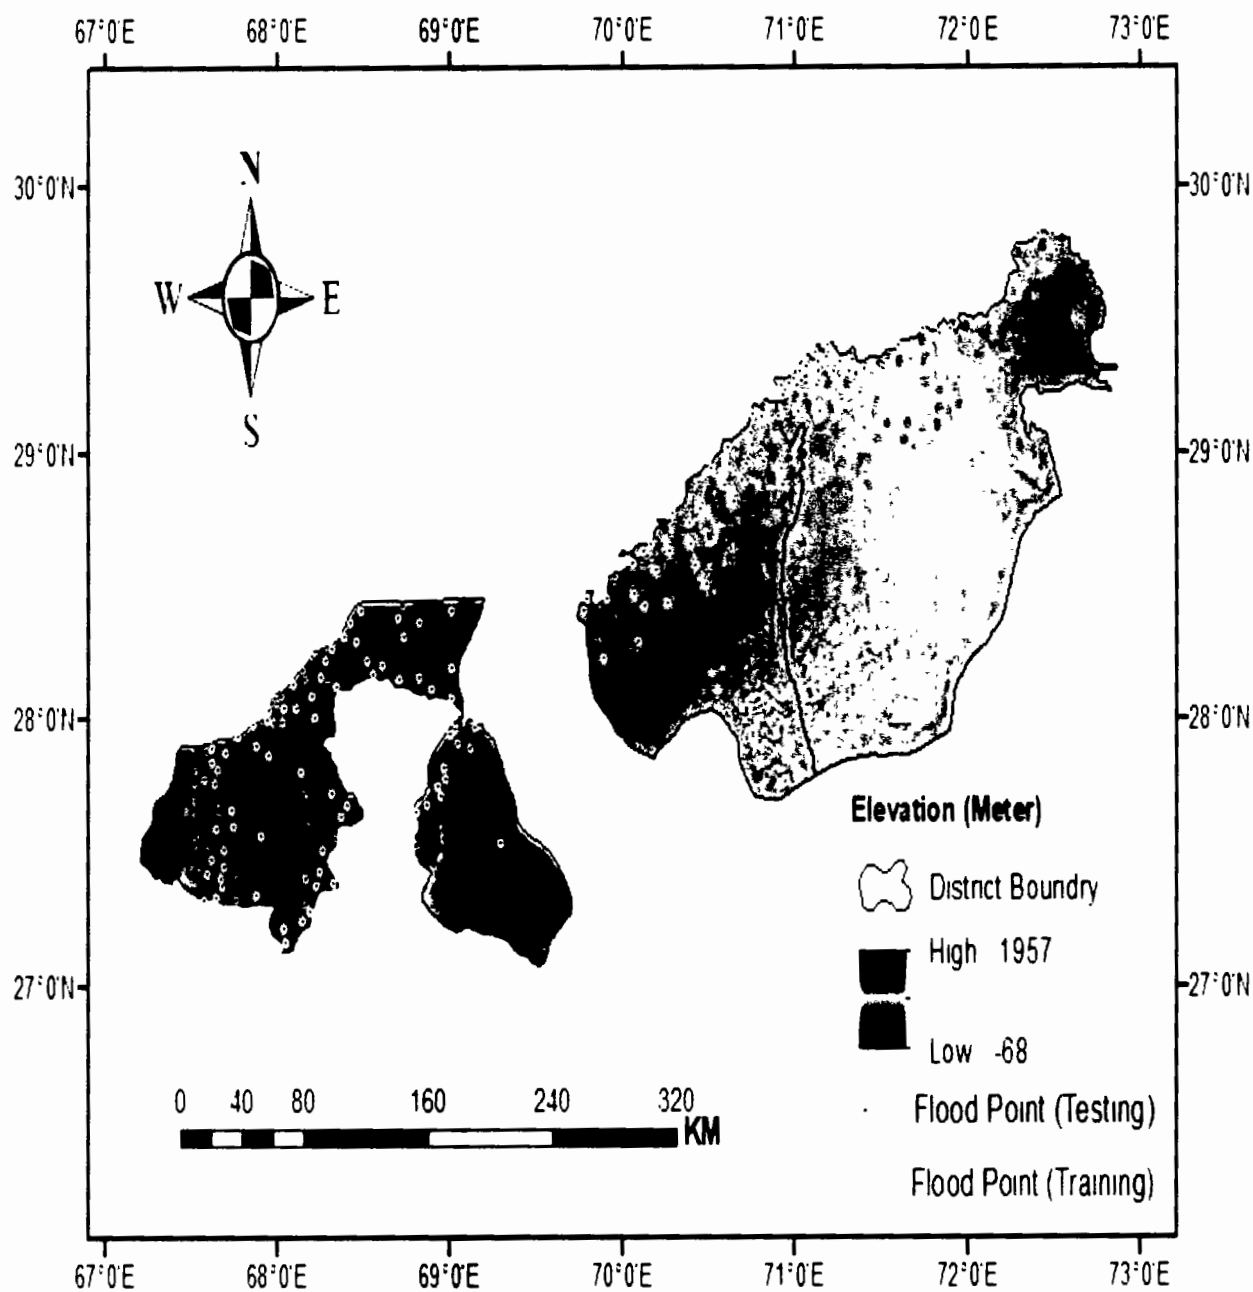 67°0'E 68°0'E 69°0'E 70°0'E 71°0'E 72°0'E 73°0'E
N
30°0'N 30°0'N
W E
S
29°0'N 29°0'N
28°0'N 28°0'N
Elevation (Meter)
District Boundry
High 1957
27°0'N 27°0'N
Low -68
0 40 80 160 240 320
KM
Flood Point (Testing)
Flood Point (Training)
67°0'E 68°0'E 69°0'E 70°0'E 71°0'E 72°0'E 73°0'E